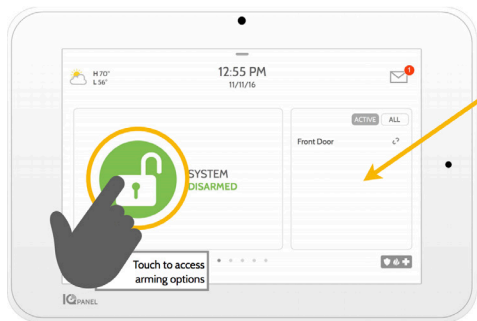 H 70°
L 56°
12:55 PM
11/11/16
1
ACTIVE
ALL
Front Door
SYSTEM
DISARMED
Touch to access
arming options
IQ PANEL